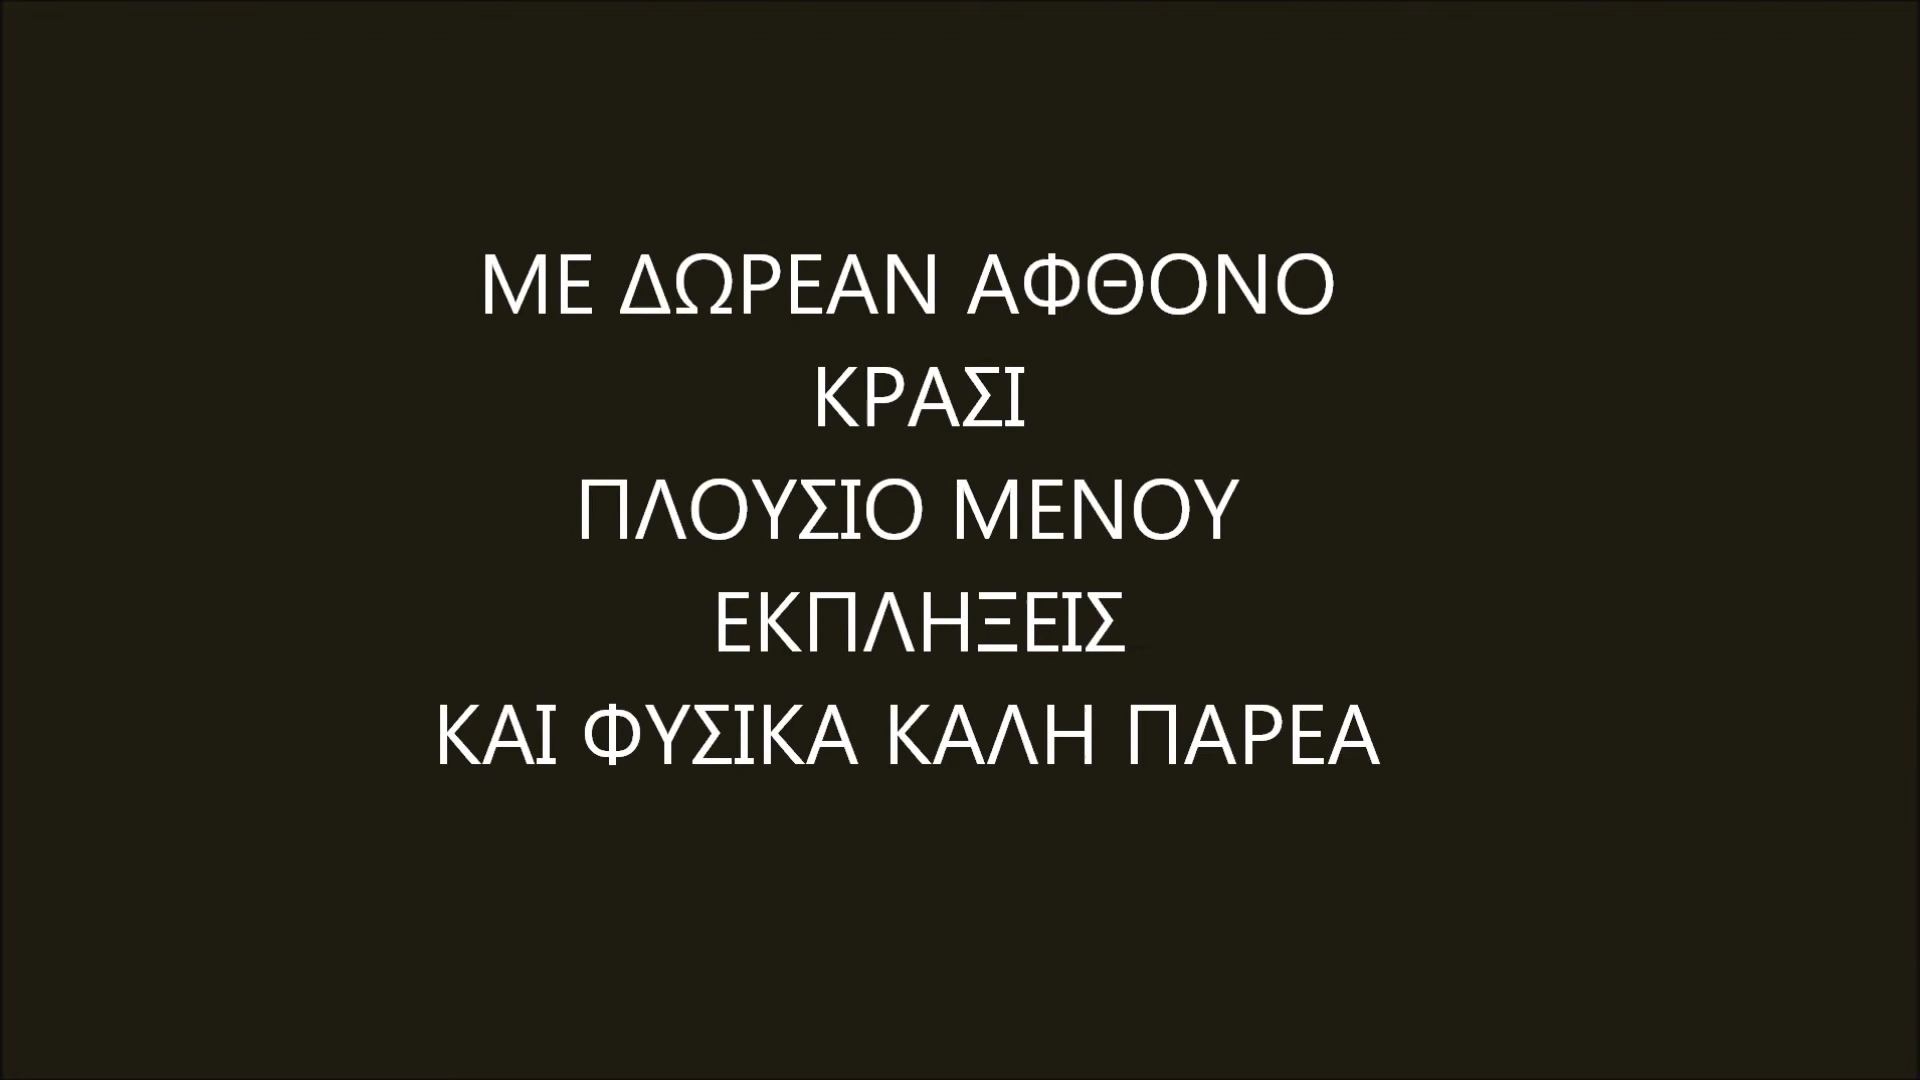 ΜΕ ΔΩΡΕΑΝ ΑΦΘΟΝΟ
ΚΡΑΣΙ
ΠΛΟΥΣΙΟ ΜΕΝΟΥ
ΕΚΠΛΗΞΕΙΣ
ΚΑΙ ΦΥΣΙΚΑ ΚΑΛΗ ΠΑΡΕΑ